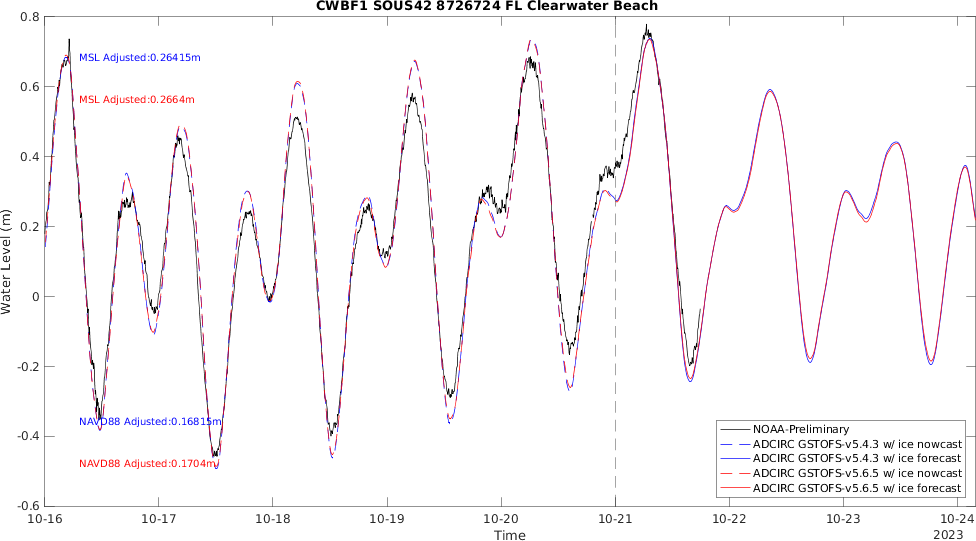 CWBF1 SOUS42 8726724 FL Clearwater Beach
0.8
MSL Adjusted:0.26415m
0.6
MSL Adjusted:0.2664m
0.4
0.2
Water Level (m)
0
-0.2
-0.4
NAVD88 Adjusted:0.16815m
NAVD88 Adjusted:0.1704m
-0.6
NOAA-Preliminary
ADCIRC GSTOFS-v5.4.3 w/ ice nowcast
ADCIRC GSTOFS-v5.4.3 w/ ice forecast
ADCIRC GSTOFS-v5.6.5 w/ ice nowcast
ADCIRC GSTOFS-v5.6.5 w/ ice forecast
10-16 10-17 10-18 10-19 10-20 10-21 10-22 10-23 10-24
Time
2023